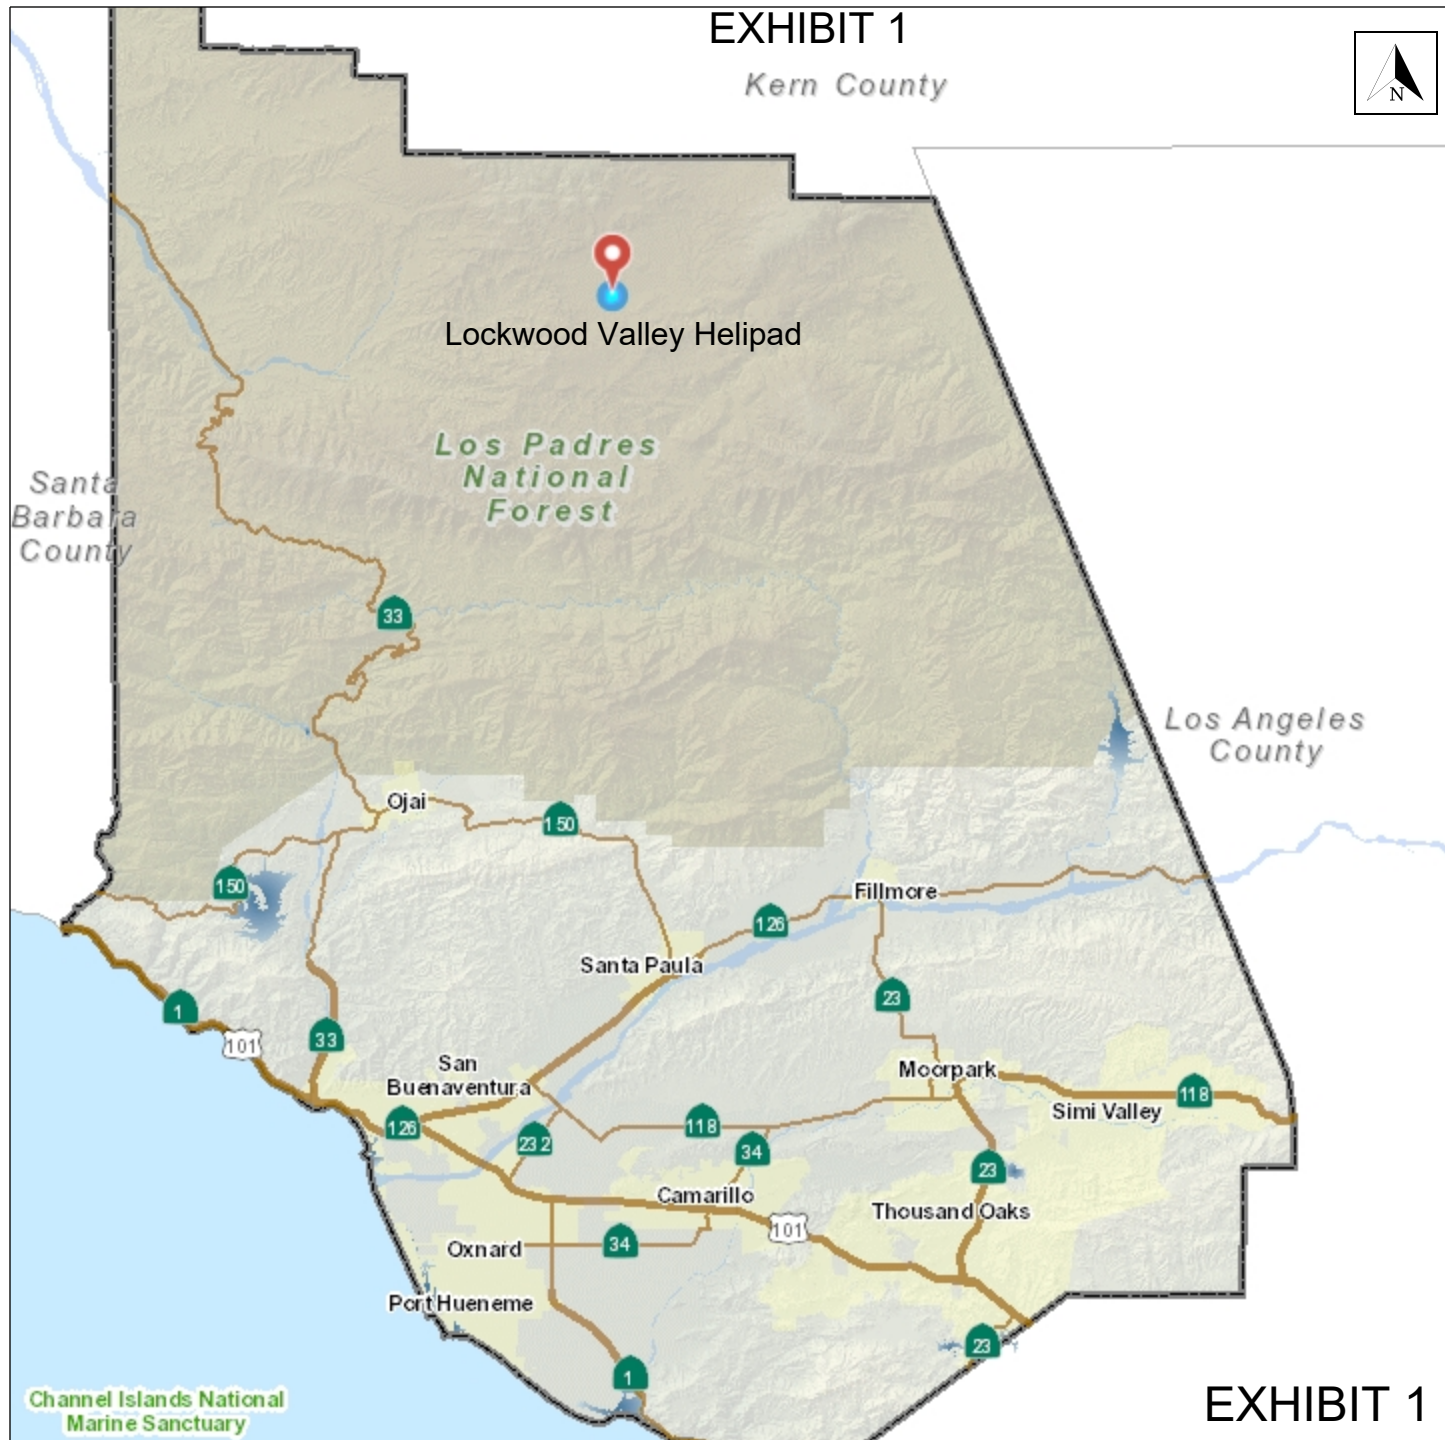 EXHIBIT 1
Kern County
N
Lockwood Valley Helipad
Los Padres
National
Forest
Santa
Barbara
County
33
Los Angeles
County
Ojai
150
150
Fillmore
126
Santa Paula
23
1
101
33
San
Buenaventura
Moorpark
118
Simi Valley
126
118
232
34
23
Camarillo
Thousand Oaks
101
Oxnard
34
Port Hueneme
23
1
Channel Islands National
Marine Sanctuary
EXHIBIT 1